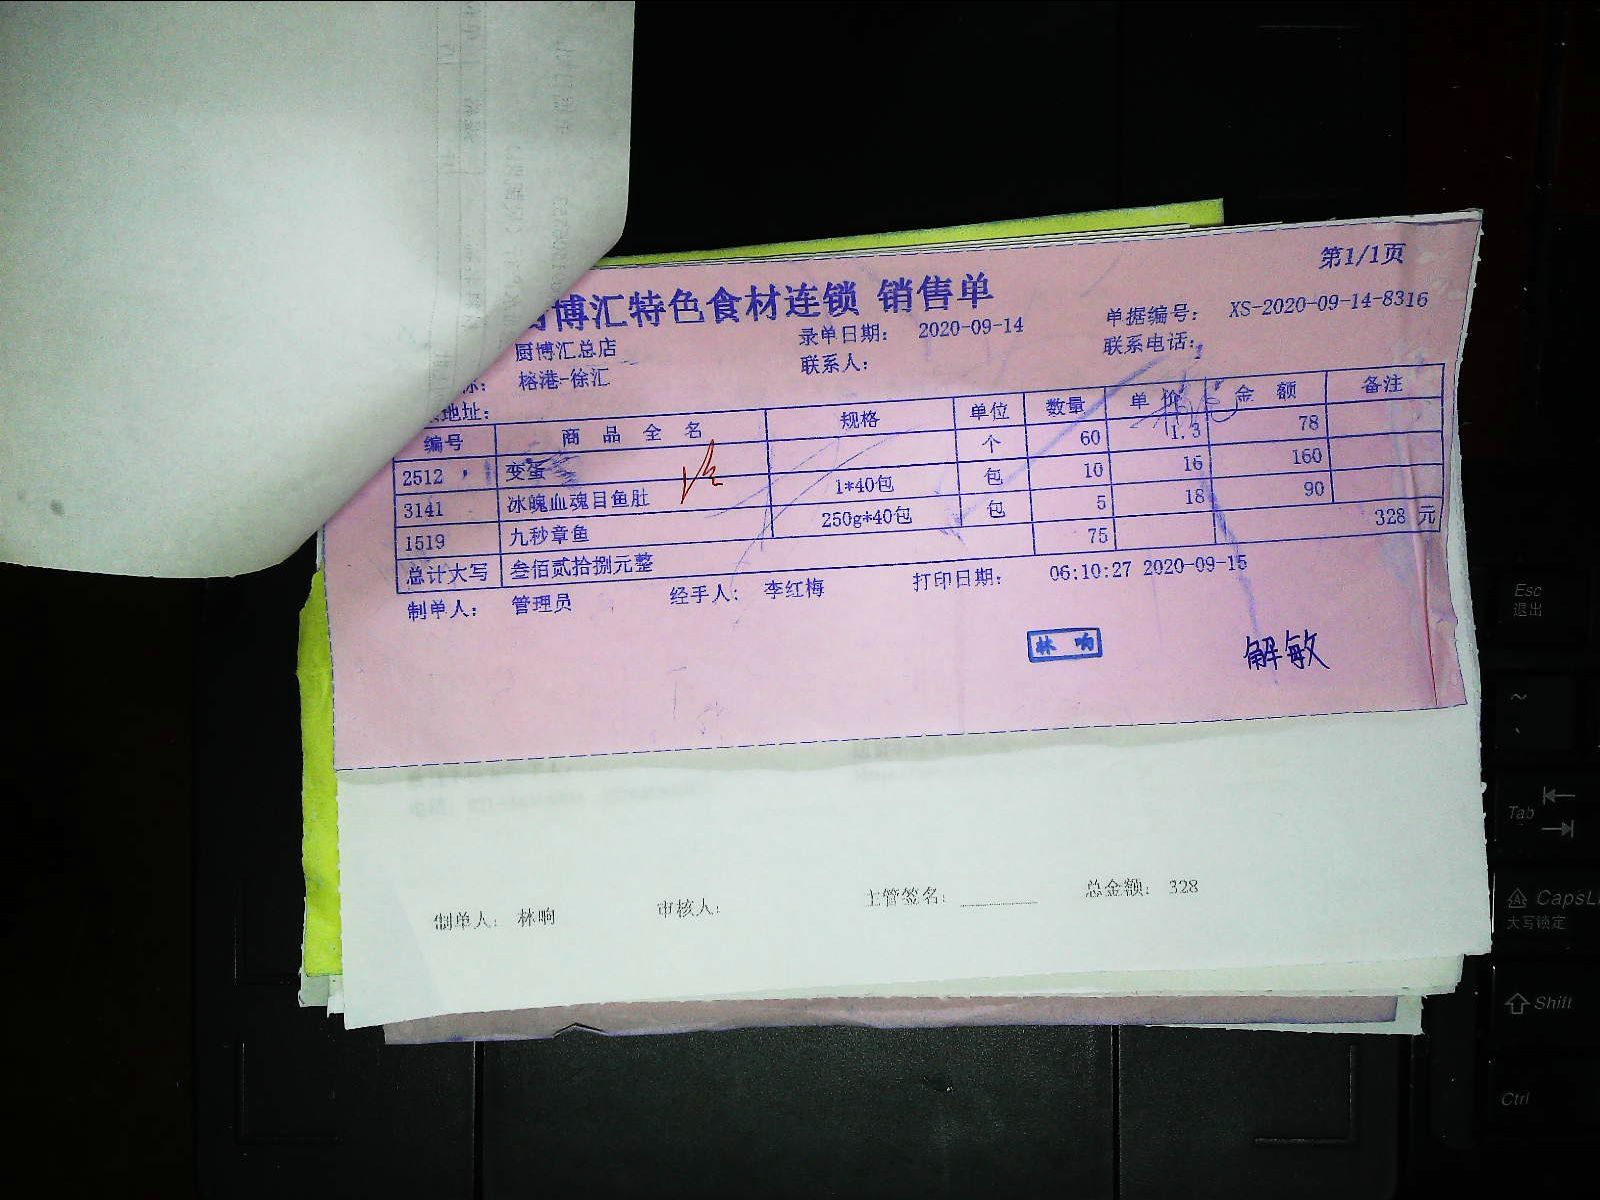 第1/1页
博汇特色食材连锁 销售单
厨博汇总店 录单日期: 2020-09-14 单据编号: XS-2020-09-14-8316
榕港-徐汇 联系人: 联系电话:
地址:
编号 商品全名 规格 单位 数量 单价 金额 备注
2512 变蛋 个 60 1.3 78
3141 冰魄血魂目鱼肚 1*40包 包 10 16 160
1519 九秒章鱼 250g*40包 包 5 18 90
总计大写 叁佰贰拾捌元整 75 328 元
制单人: 管理员 经手人: 李红梅 打印日期: 06:10:27 2020-09-15
林响 解敏
制单人: 林响 审核人: 主管签名: 总金额: 328
Esc
退出
~
Tab
CapsL
大写锁定
Shift
Ctrl